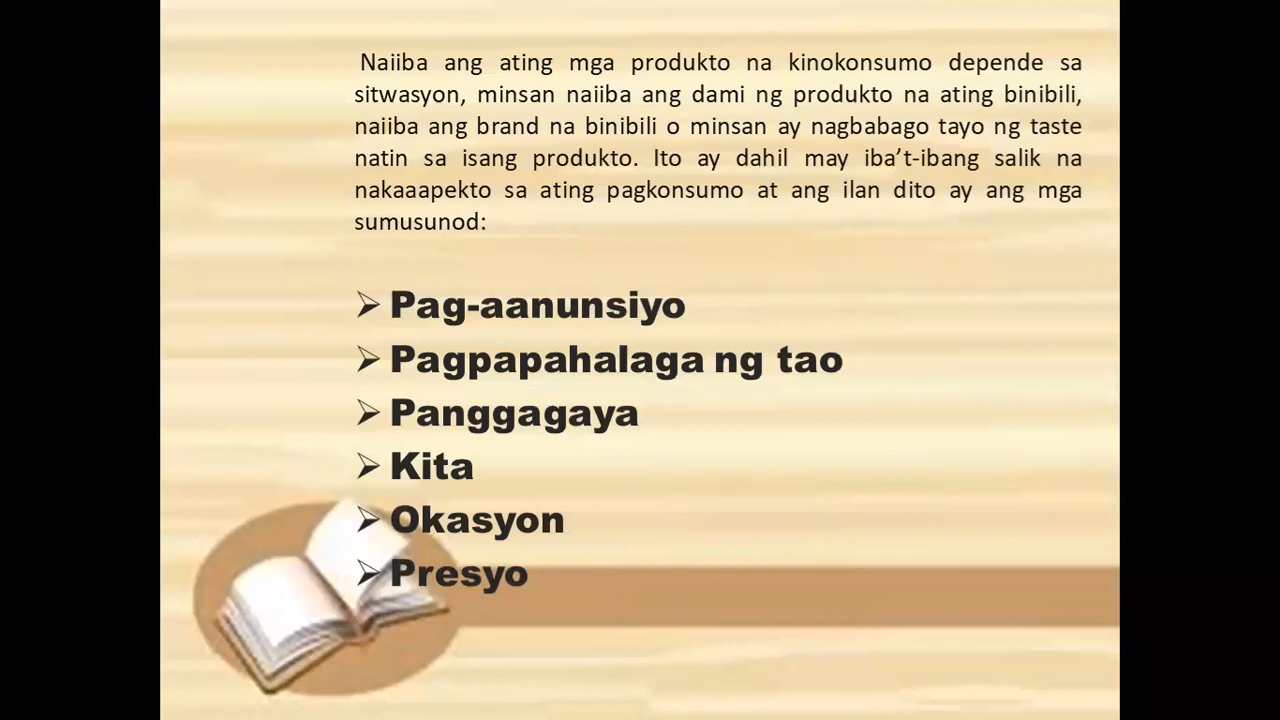 Naiiba ang ating mga produkto na kinokonsumo depende sa
sitwasyon, minsan naiiba ang dami ng produkto na ating binibili,
naiiba ang brand na binibili o minsan ay nagbabago tayo ng taste
natin sa isang produkto. Ito ay dahil may iba’t-ibang salik na
nakaaapekto sa ating pagkonsumo at ang ilan dito ay ang mga
sumusunod:
➢ Pag-aanunsiyo
➢ Pagpapahalaga ng tao
➢ Panggagaya
➢ Kita
➢ Okasyon
➢ Presyo